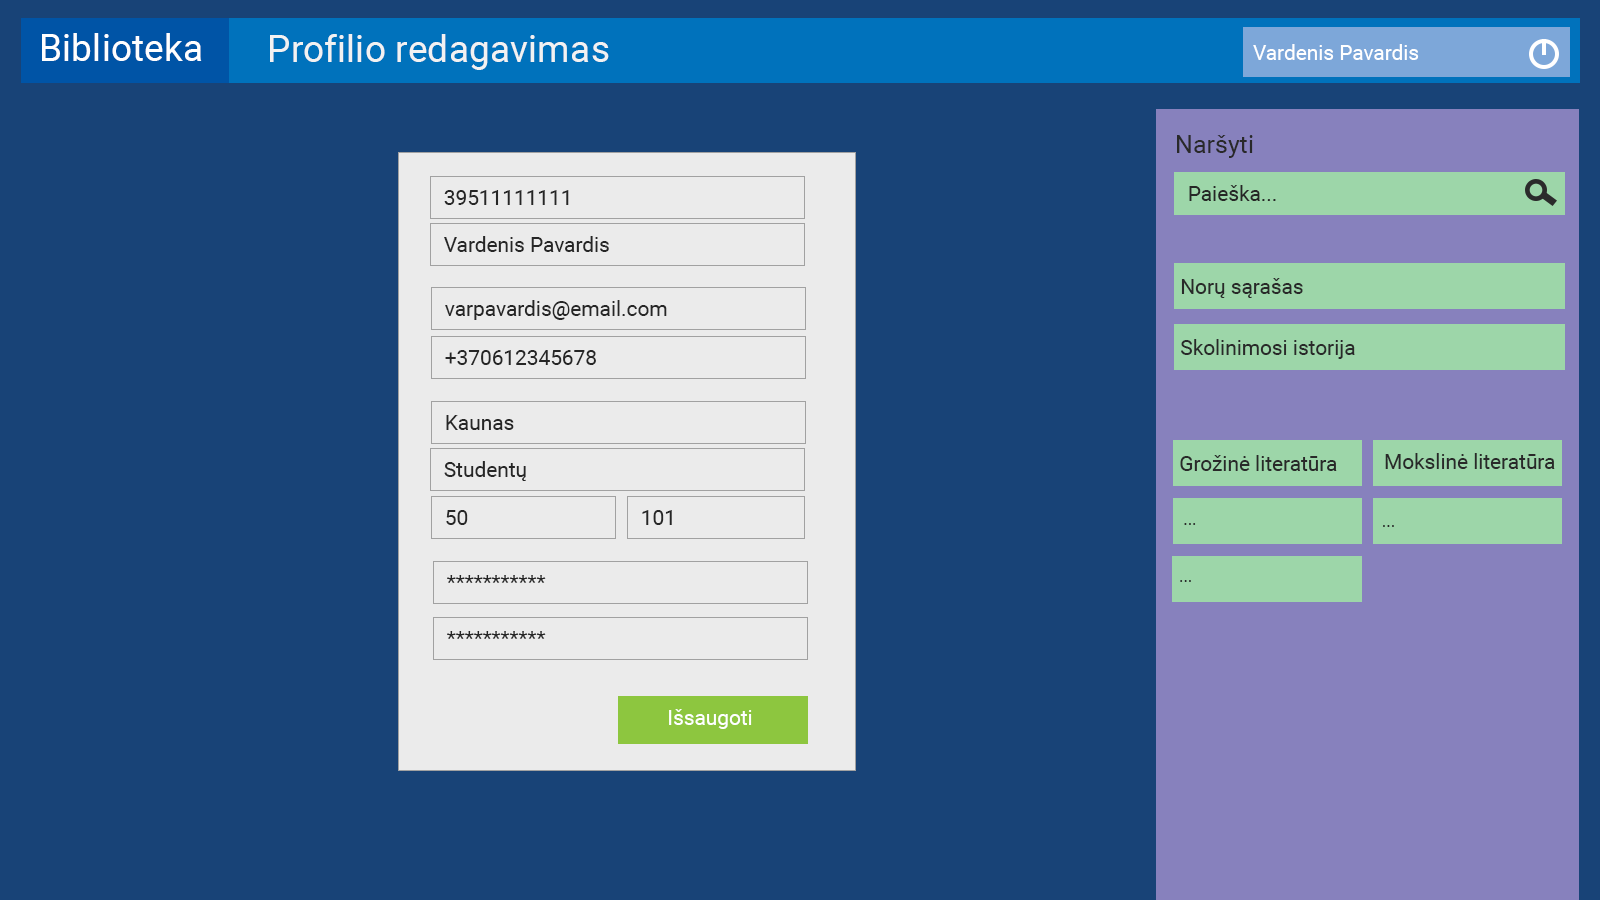 Biblioteka
Profilio redagavimas
Vardenis Pavardis
39511111111
Vardenis Pavardis
varpavardis@email.com
+370612345678
Kaunas
Studentų
50
101
***********
***********
Išsaugoti
Naršyti
Paieška...
Norų sąrašas
Skolinimosi istorija
Grožinė literatūra
Mokslinė literatūra
...
...
...